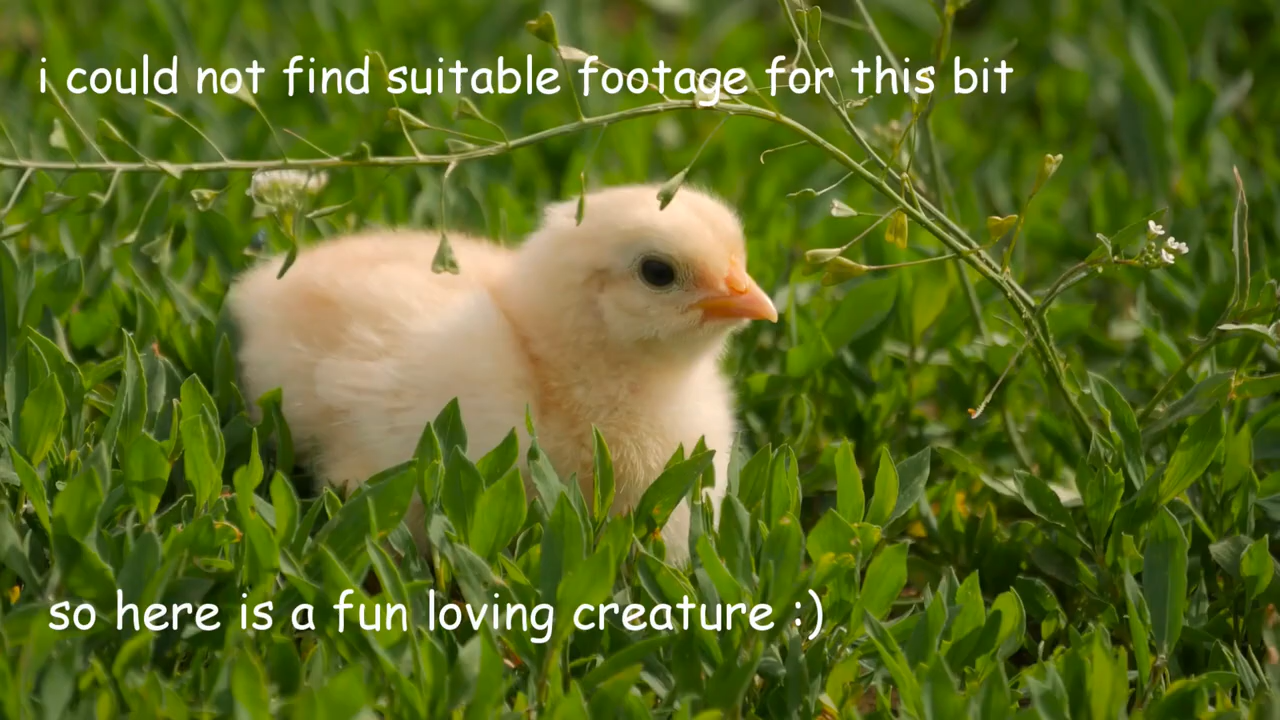 i could not find suitable footage for this bit
so here is a fun loving creature :)